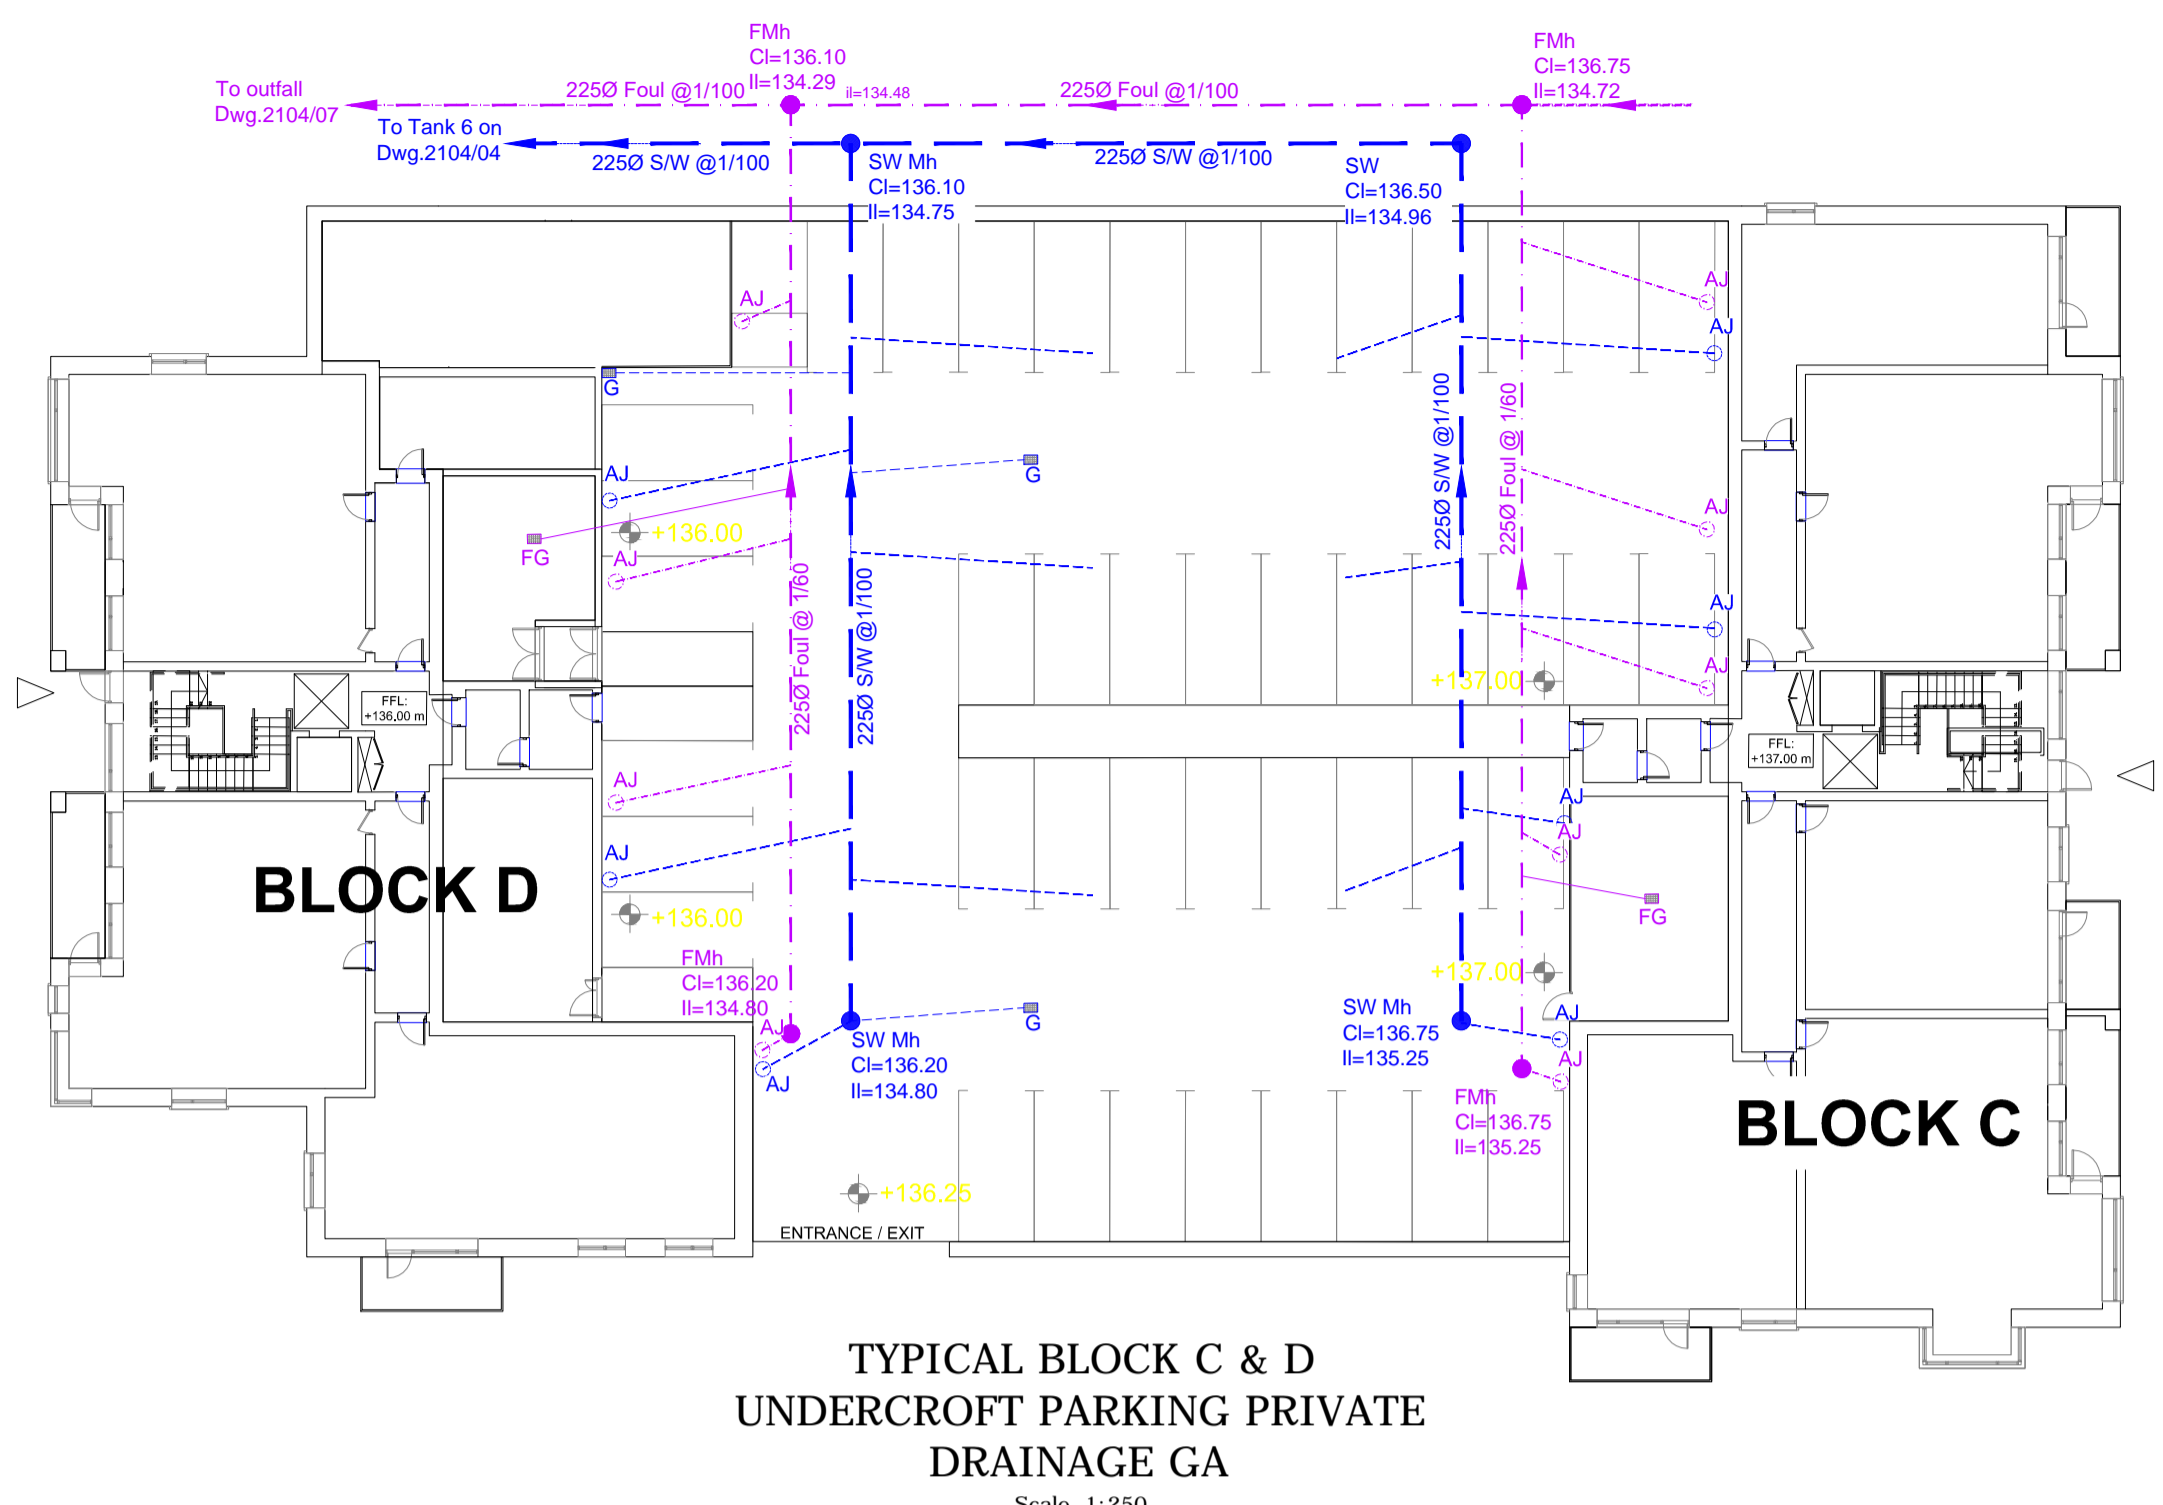 FMh
Cl=136.10
Il=134.29
FMh
Cl=136.75
Il=134.72
To outfall
Dwg.2104/07
225Ø Foul @1/100
il=134.48
225Ø Foul @1/100
To Tank 6 on
Dwg.2104/04
225Ø S/W @1/100
SW Mh
Cl=136.10
Il=134.75
225Ø S/W @1/100
SW
Cl=136.50
Il=134.96
AJ
AJ
AJ
G
AJ
G
225Ø S/W @1/100
225Ø Foul @ 1/60
AJ
+136.00
FG
AJ
225Ø Foul @ 1/60
225Ø S/W @1/100
AJ
AJ
+137.00
FFL:
+136.00 m
FFL:
+137.00 m
AJ
AJ
AJ
AJ
BLOCK D
+136.00
FG
FMh
Cl=136.20
Il=134.80
+137.00
AJ
AJ
SW Mh
Cl=136.20
Il=134.80
G
SW Mh
Cl=136.75
Il=135.25
AJ
AJ
FMh
Cl=136.75
Il=135.25
BLOCK C
+136.25
ENTRANCE / EXIT
TYPICAL BLOCK C & D
UNDERCROFT PARKING PRIVATE
DRAINAGE GA
Scale 1:250